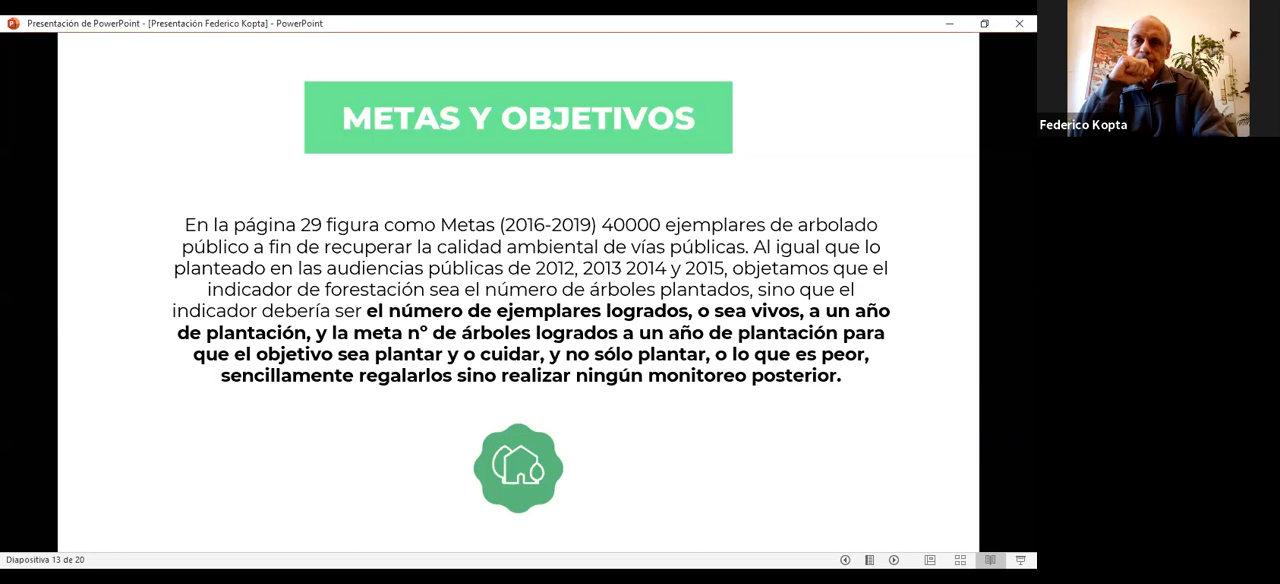 Presentación de PowerPoint - [Presentación Federico Kopta] - PowerPoint
METAS Y OBJETIVOS
En la página 29 figura como Metas (2016-2019) 40000 ejemplares de arbolado
público a fin de recuperar la calidad ambiental de vías públicas. Al igual que lo
planteado en las audiencias públicas de 2012, 2013 2014 y 2015, objetamos que el
indicador de forestación sea el número de árboles plantados, sino que el
indicador debería ser el número de ejemplares logrados, o sea vivos, a un año
de plantación, y la meta nº de árboles logrados a un año de plantación para
que el objetivo sea plantar y o cuidar, y no sólo plantar, o lo que es peor,
sencillamente regalarlos sino realizar ningún monitoreo posterior.
Federico Kopta
Diapositiva 13 de 20